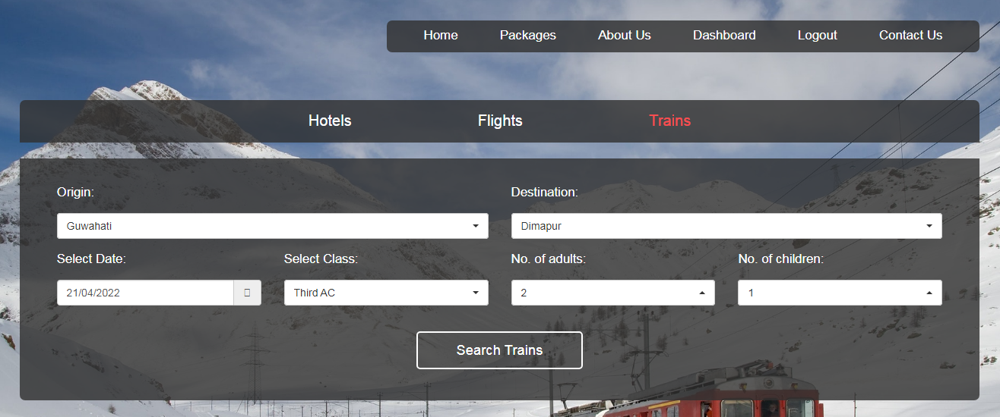 Home Packages About Us Dashboard Logout Contact Us
Hotels Flights Trains
Origin: Destination:
Guwahati Dimapur
Select Date: Select Class: No. of adults: No. of children:
21/04/2022 Third AC 2 1
Search Trains